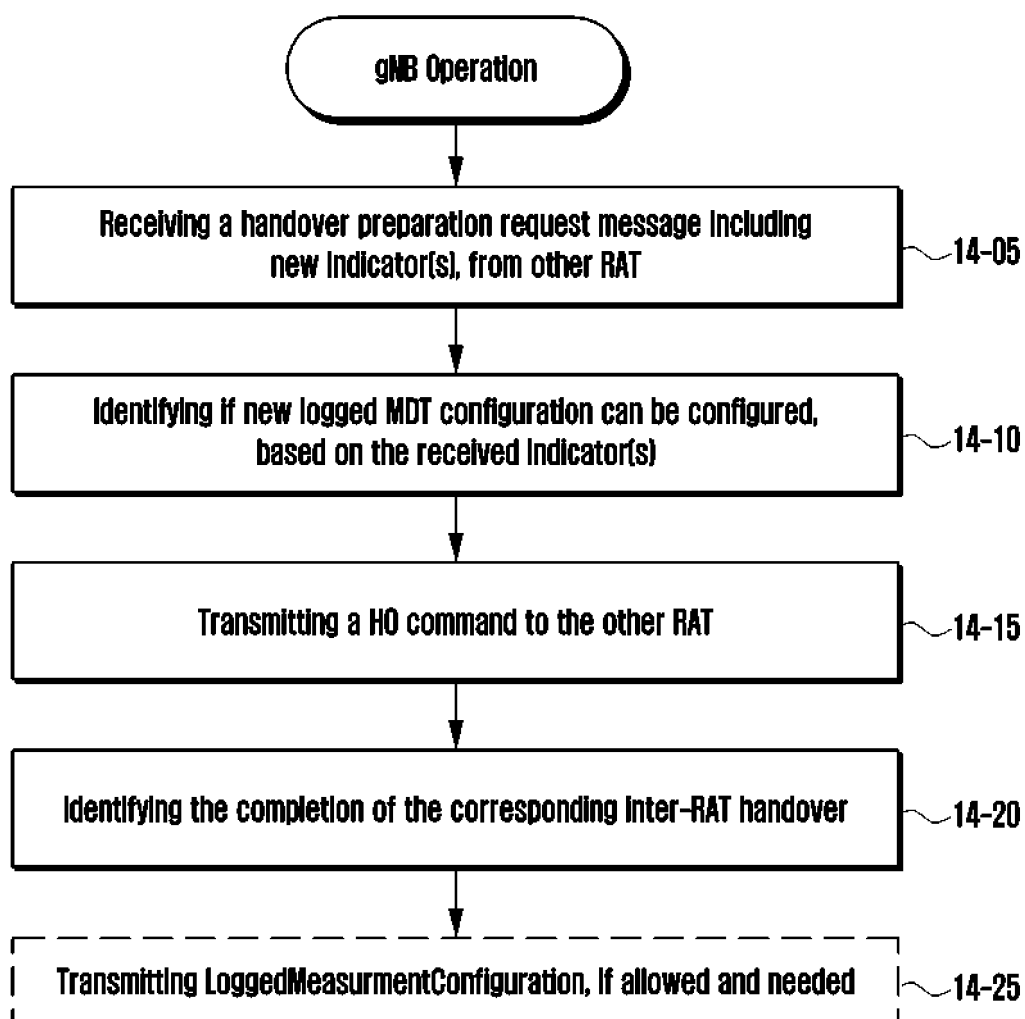 gNB Operation
Receiving a handover preparation request message including
new indicator(s), from other RAT
14-05
Identifying if new logged MDT configuration can be configured,
based on the received indicator(s)
14-10
Transmitting a HO command to the other RAT
14-15
Identifying the completion of the corresponding inter-RAT handover
14-20
Transmitting LoggedMeasurmentConfiguration, if allowed and needed
14-25